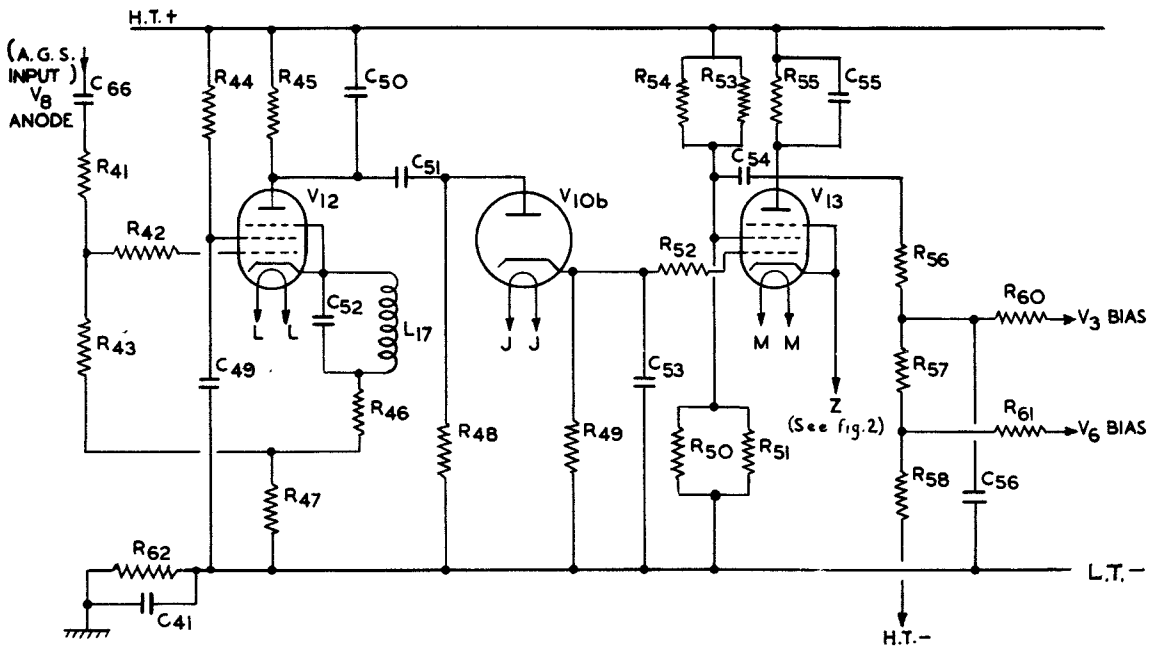 H.T.+
(A.G.S.
INPUT)
V8
ANODE
C66
R44
R45
C50
R54
R53
R55
C55
R41
C51
C54
V12
V10b
V13
R42
R52
R56
C52
L17
R60
V3 BIAS
L L
J J
M M
R43
C49
C53
R57
R46
Z
(See fig.2)
R61
V6 BIAS
R48
R49
R50
R51
R58
C56
R47
R62
L.T.-
C41
H.T.-